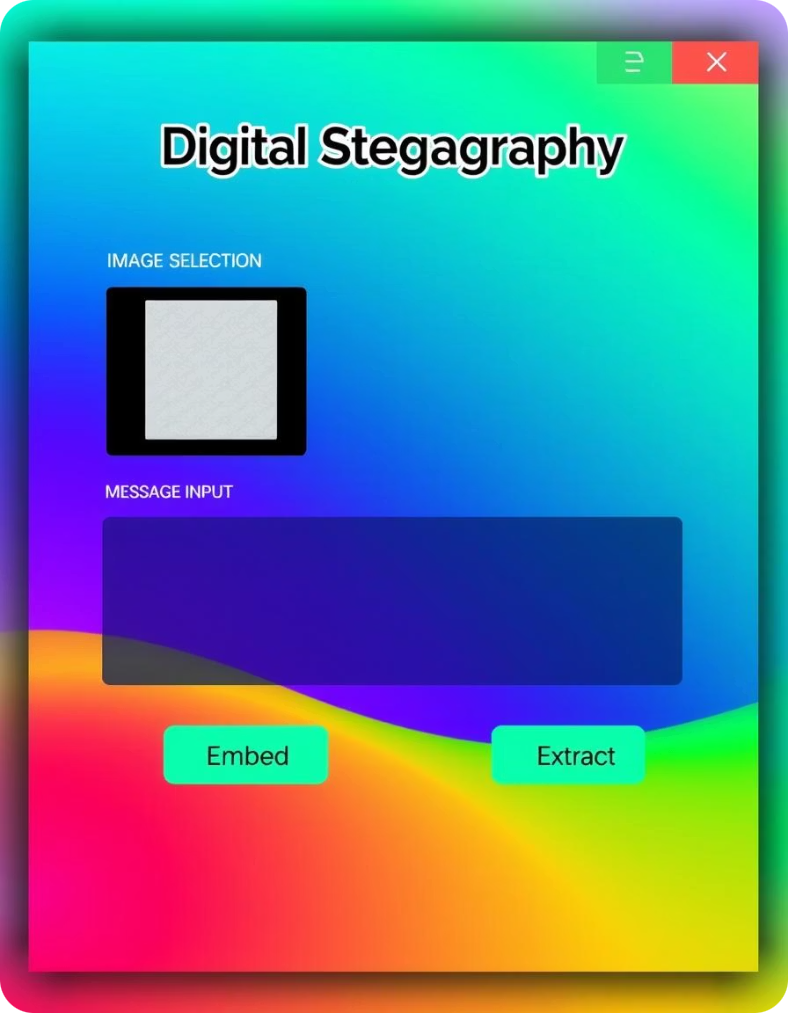 Digital Stegagraphy
IMAGE SELECTION
MESSAGE INPUT
Embed
Extract